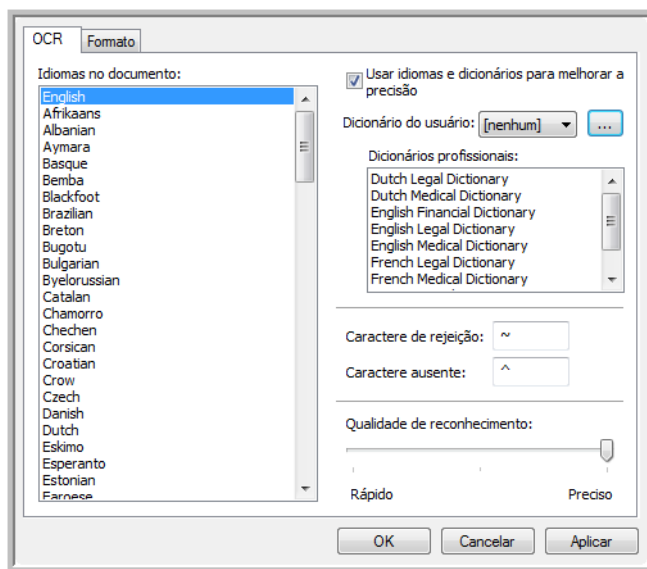 OCR
Formato
Idiomas no documento:
English
Afrikaans
Albanian
Aymara
Basque
Bemba
Blackfoot
Brazilian
Breton
Bugotu
Bulgarian
Byelorussian
Catalan
Chamorro
Chechen
Corsican
Croatian
Crow
Czech
Danish
Dutch
Eskimo
Esperanto
Estonian
Faroese
Usar idiomas e dicionários para melhorar a
precisão
Dicionário do usuário: [nenhum] ...
Dicionários profissionais:
Dutch Legal Dictionary
Dutch Medical Dictionary
English Financial Dictionary
English Legal Dictionary
English Medical Dictionary
French Legal Dictionary
French Medical Dictionary
Caractere de rejeição: ~
Caractere ausente: ^
Qualidade de reconhecimento:
Rápido Preciso
OK Cancelar Aplicar